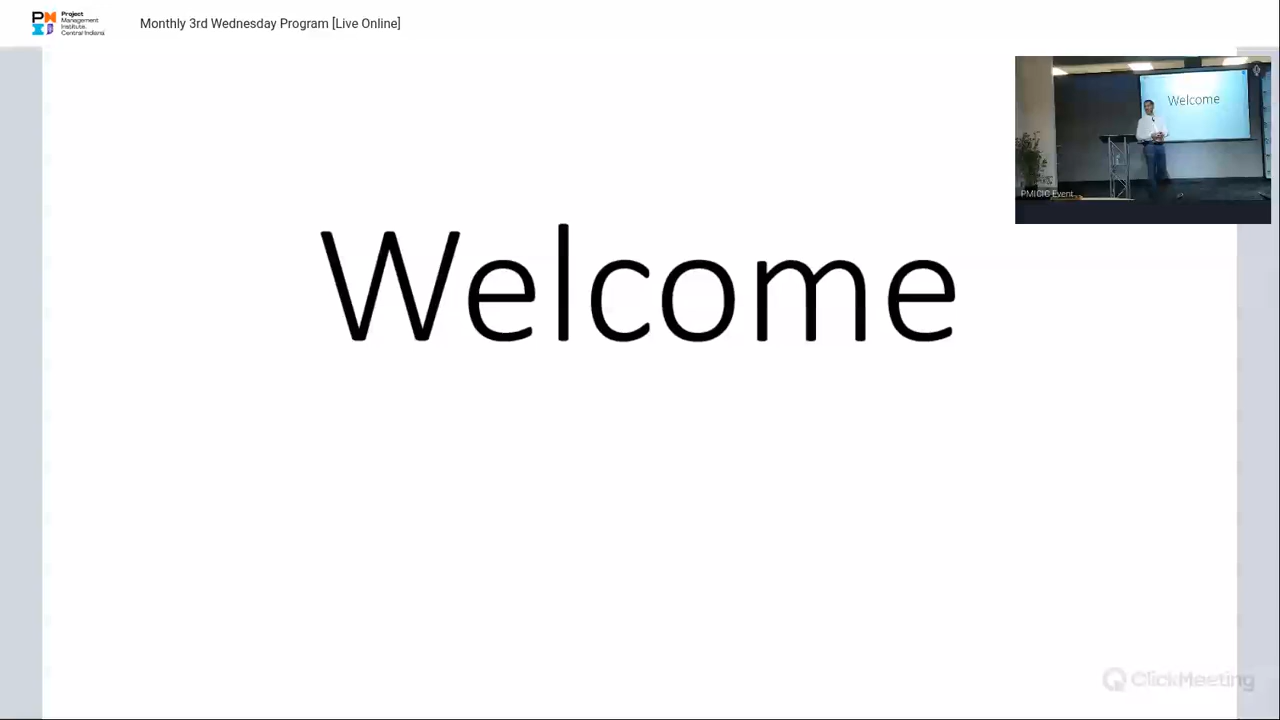 Project
Management
Institute.
Central Indiana
Monthly 3rd Wednesday Program [Live Online]
Welcome
PMICIC Event
Welcome
ClickMeeting